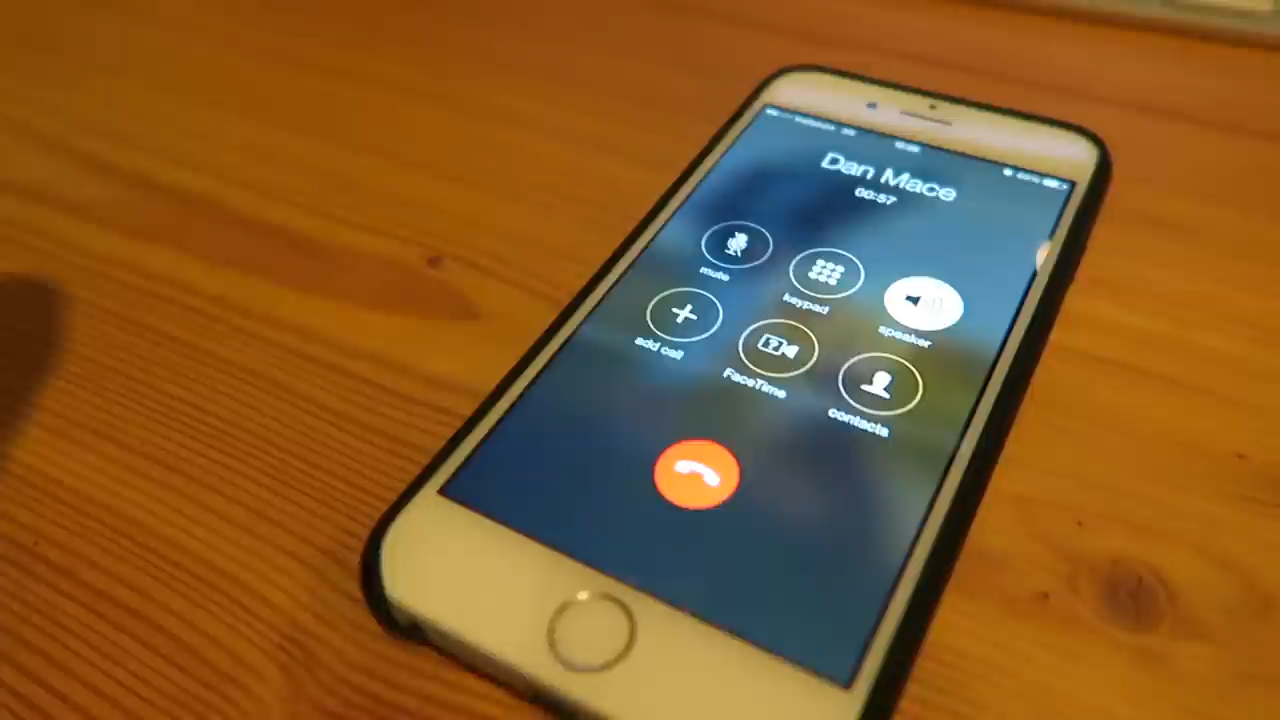 Dan Mace
00:57
mute
keypad
speaker
add call
FaceTime
contacts